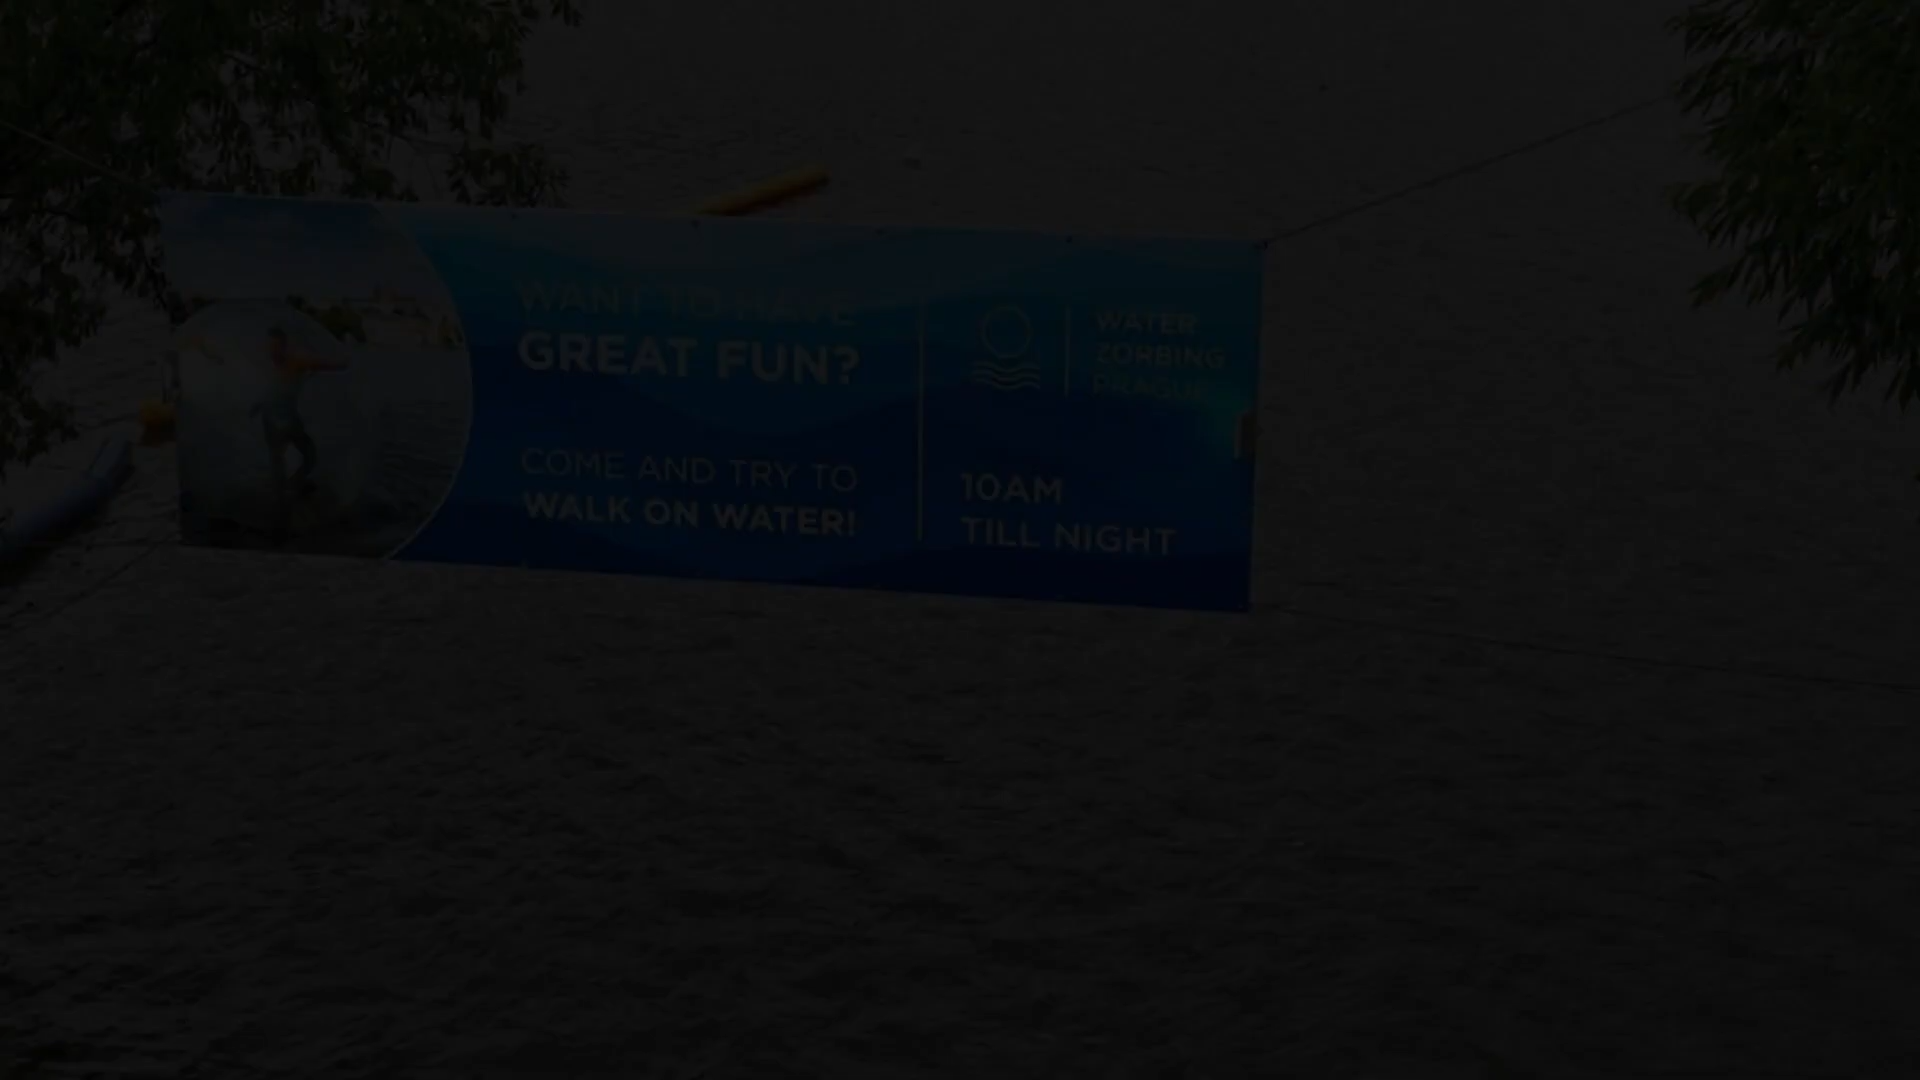 WANT TO HAVE
GREAT FUN?
COME AND TRY TO
WALK ON WATER!
WATER
ZORBING
PRAGUE
10AM
TILL NIGHT